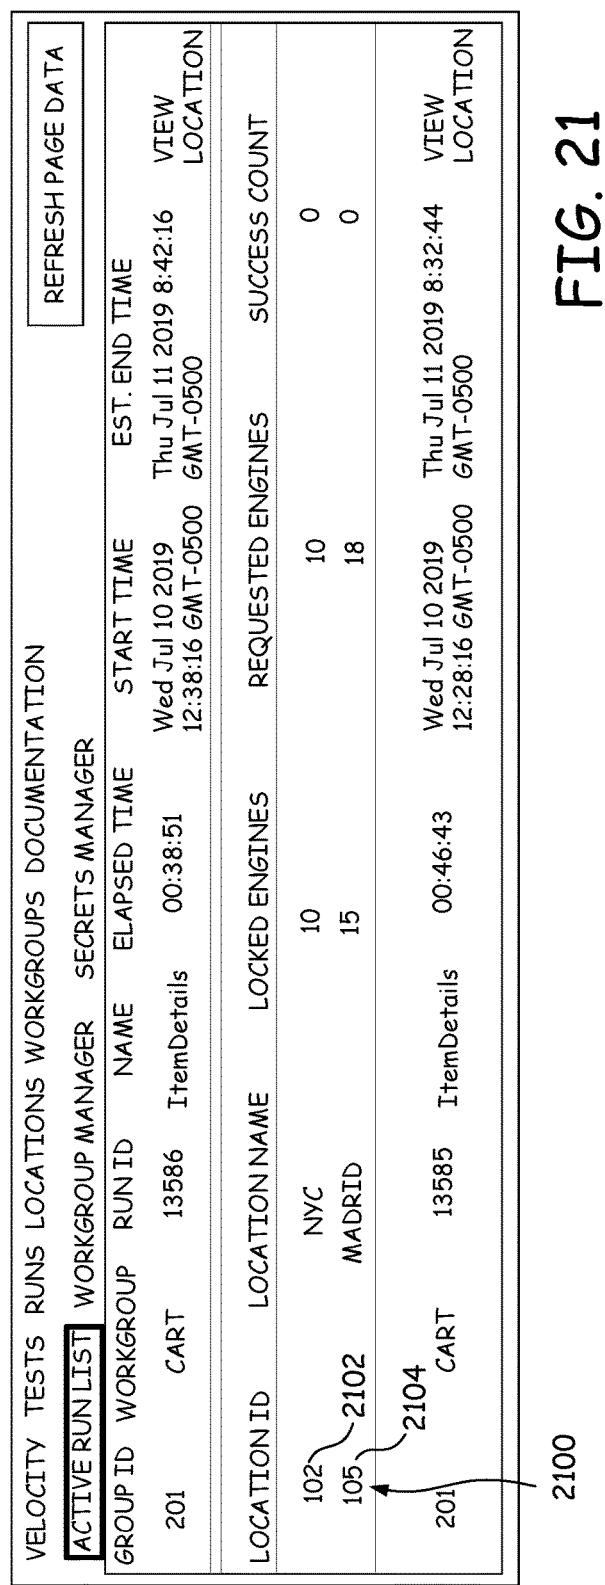 VELOCITY TESTS RUNS LOCATIONS WORKGROUPS DOCUMENTATION
ACTIVE RUN LIST WORKGROUP MANAGER SECRETS MANAGER REFRESH PAGE DATA
GROUP ID WORKGROUP RUN ID NAME ELAPSED TIME START TIME EST. END TIME
201 CART 13586 ItemDetails 00:38:51 Wed Jul 10 2019 Thu Jul 11 2019 8:42:16 VIEW
12:38:16 GMT-0500 GMT-0500 LOCATION
LOCATION ID LOCATION NAME LOCKED ENGINES REQUESTED ENGINES SUCCESS COUNT
102 NYC 10 10 0
105 MADRID 15 18 0
2102
2104
201 CART 13585 ItemDetails 00:46:43 Wed Jul 10 2019 Thu Jul 11 2019 8:32:44 VIEW
12:28:16 GMT-0500 GMT-0500 LOCATION
2100
FIG. 21